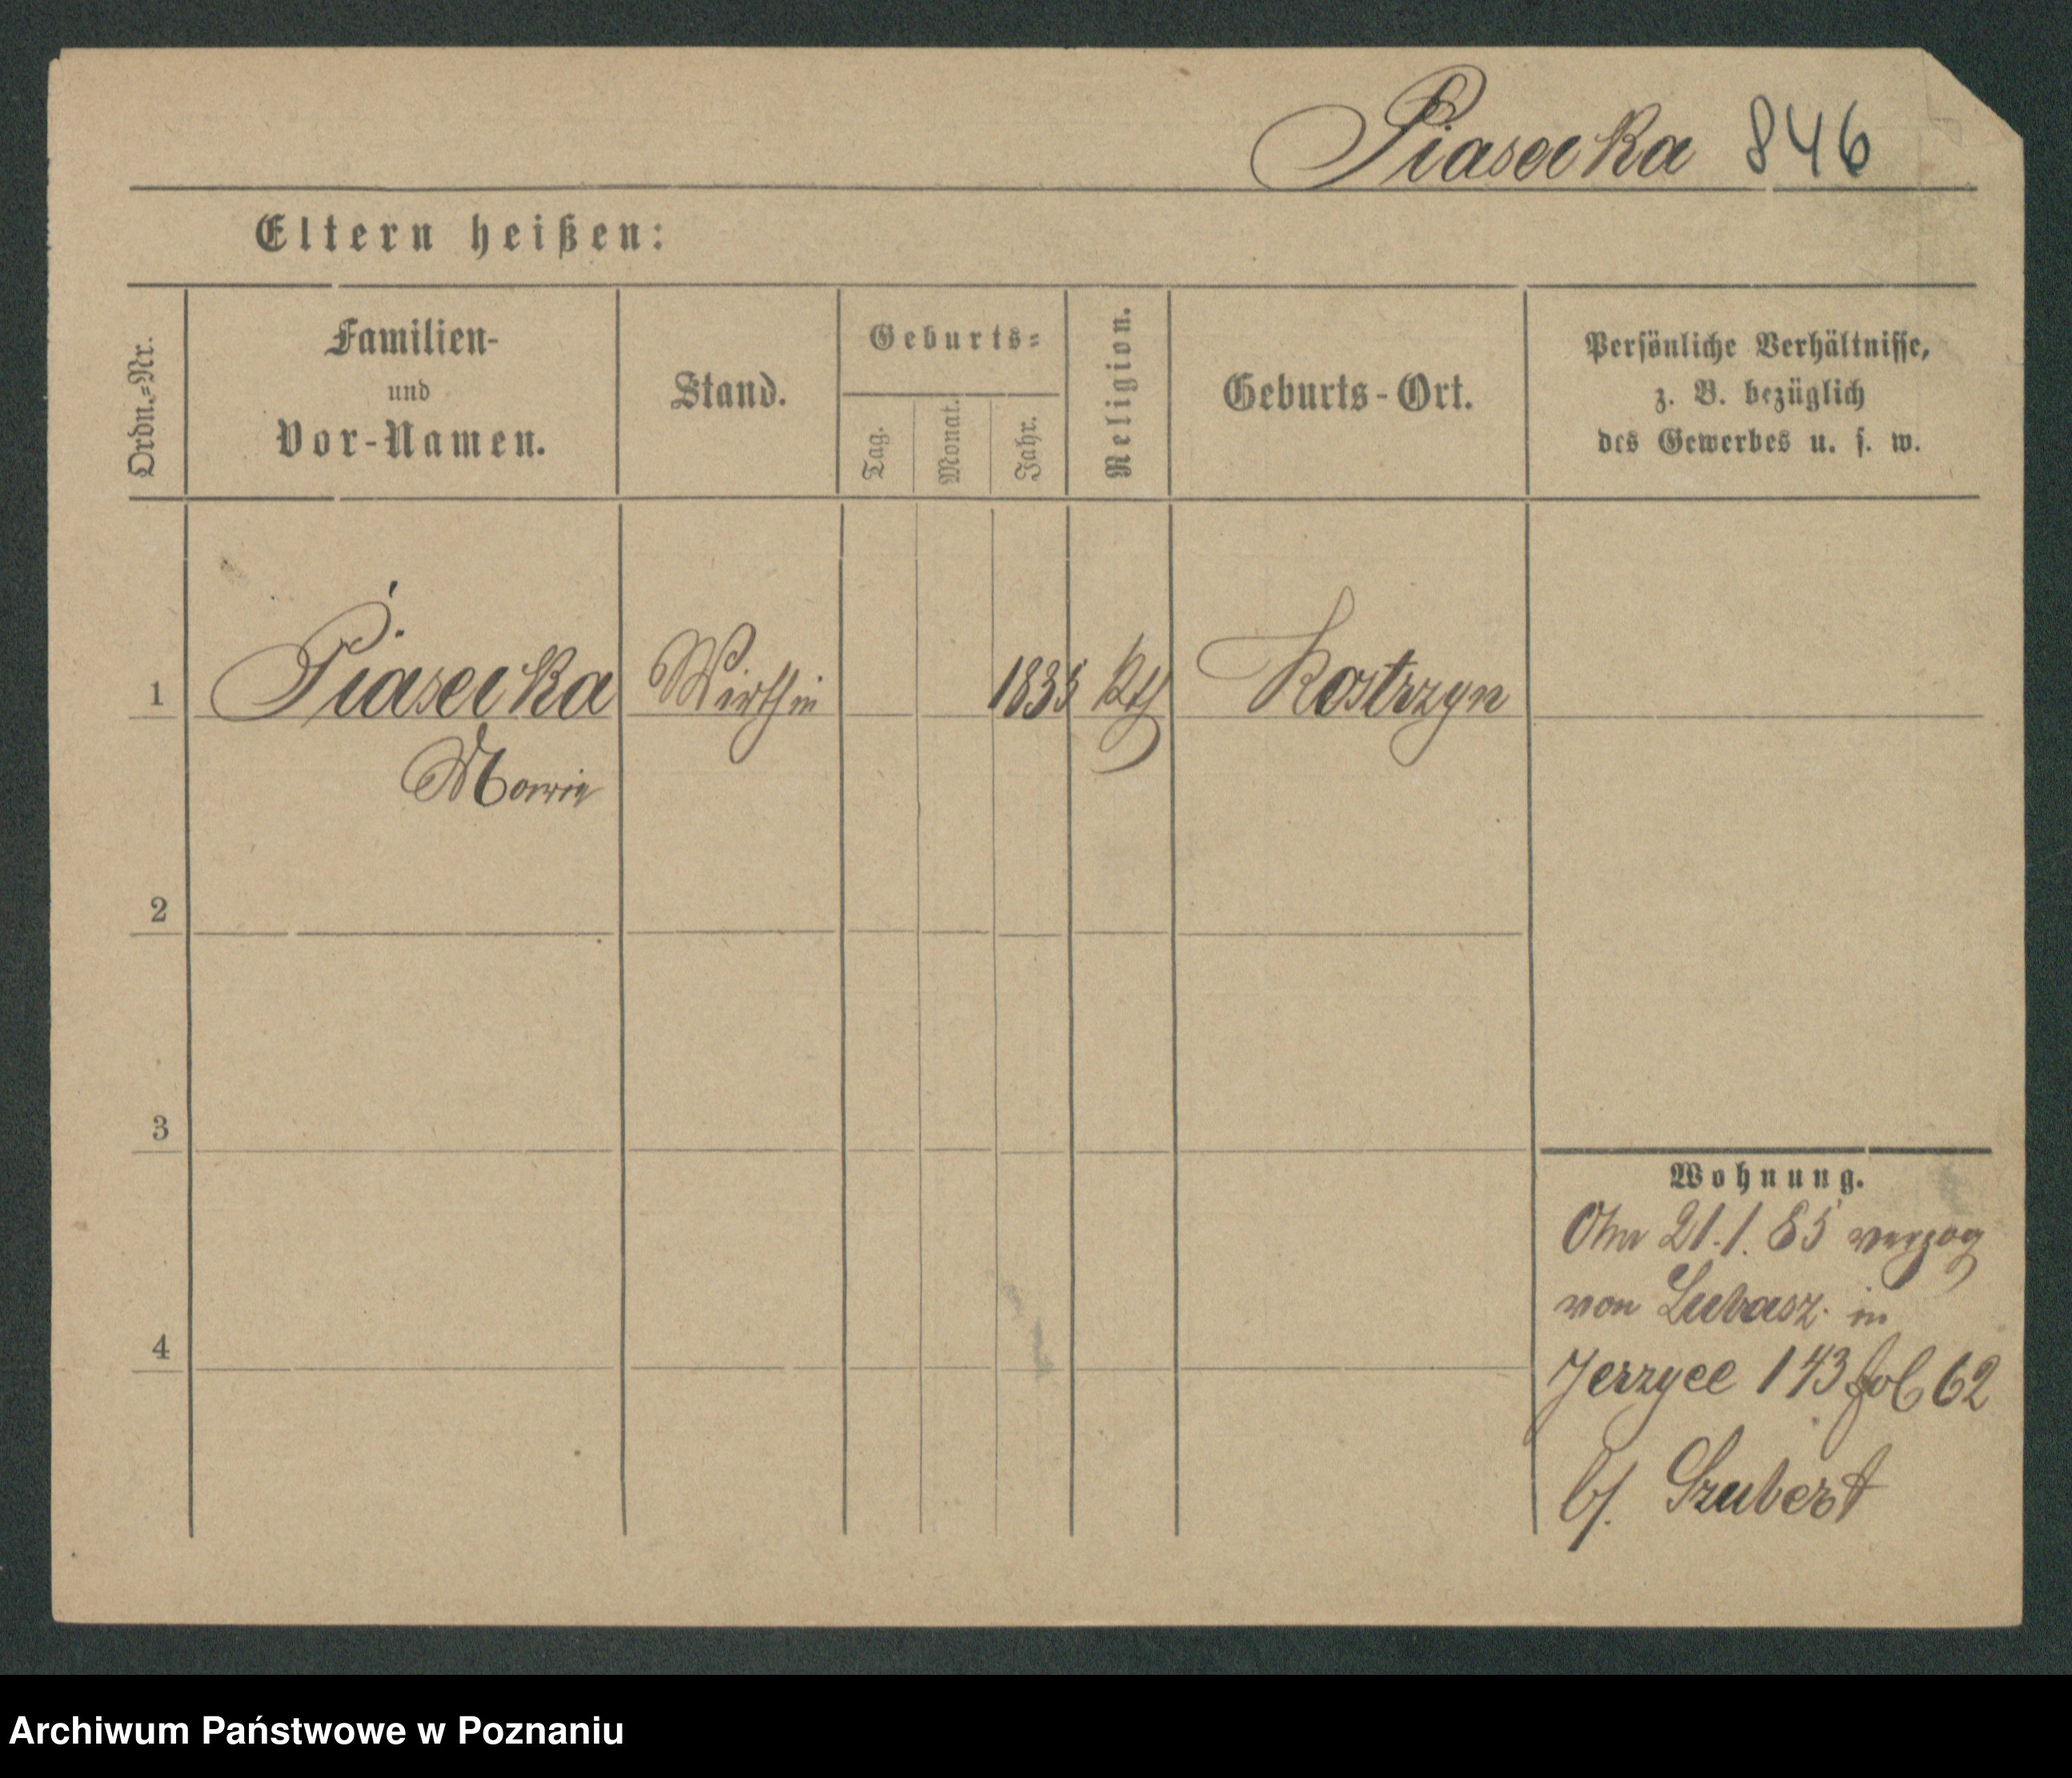 Piasecka 846
Eltern heißen:
Ordn.=Nr.
Familien-
und
Vor-Namen.
Stand.
Geburts=
Tag.
Monat.
Jahr.
Religion.
Geburts-Ort.
Persönliche Verhältnisse,
z. B. bezüglich
des Gewerbes u. s. w.
1 Piasecka Wirthin 1835 Kth Kostrzyn
Marie
2
3
4
Wohnung.
21.1.85 verzog
von Lubasz in
Jerzyce 143 fol 62
b/. Szubert
Archiwum Państwowe w Poznaniu